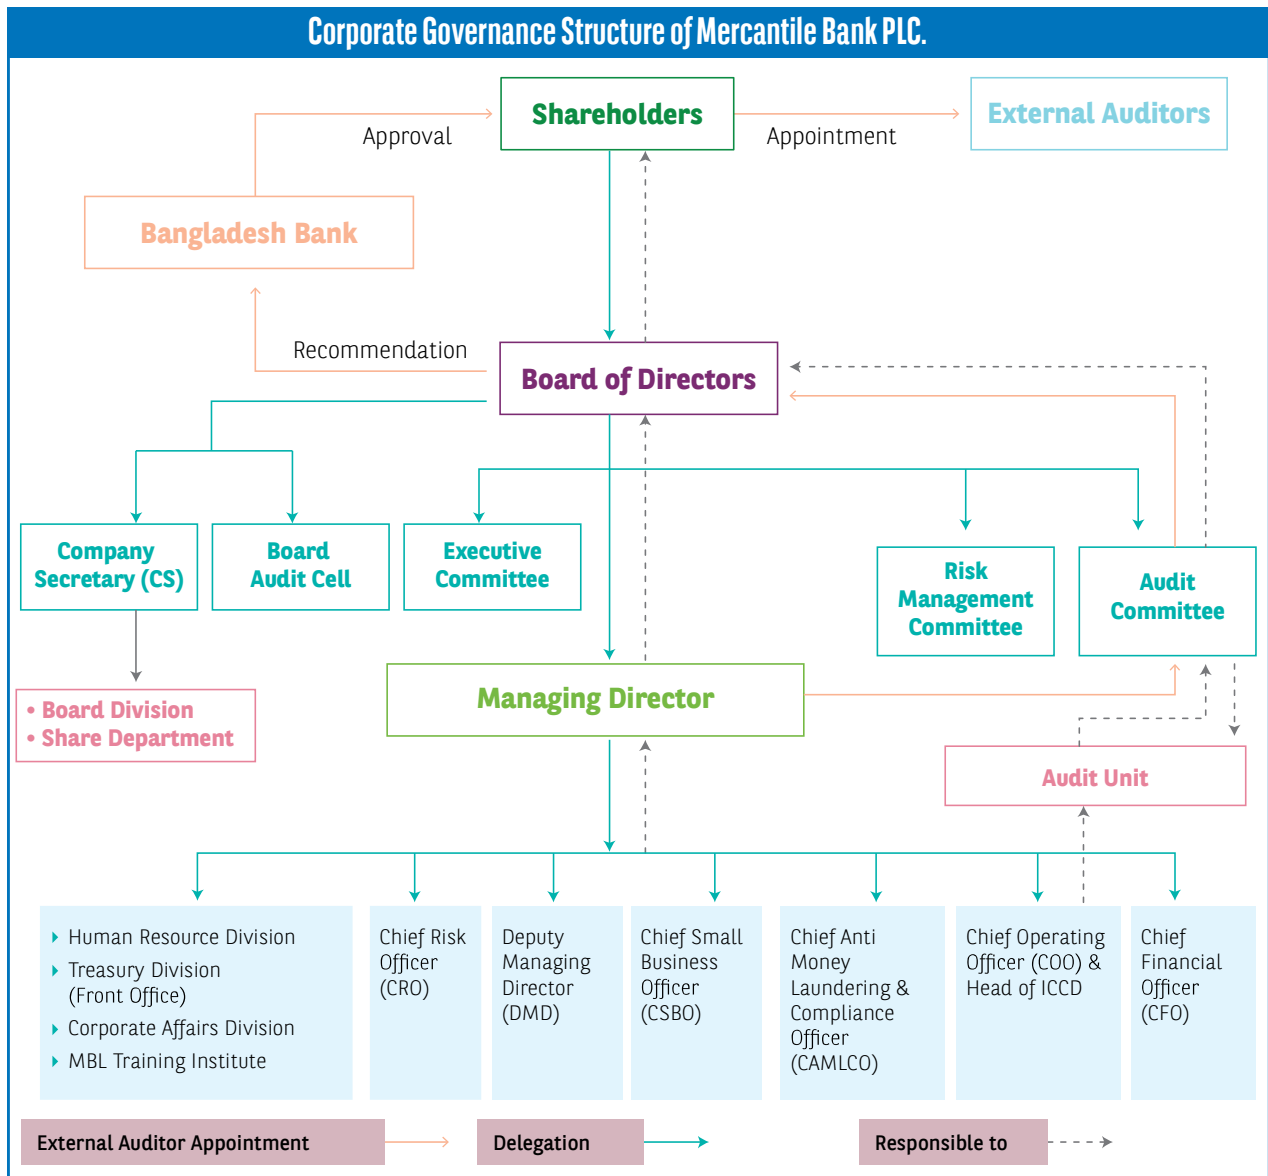 Corporate Governance Structure of Mercantile Bank PLC.
Shareholders
External Auditors
Approval
Appointment
Bangladesh Bank
Recommendation
Board of Directors
Company
Secretary (CS)
Board
Audit Cell
Executive
Committee
Risk
Management
Committee
Audit
Committee
• Board Division
• Share Department
Managing Director
Audit Unit
Human Resource Division
Treasury Division
(Front Office)
Corporate Affairs Division
MBL Training Institute
Chief Risk
Officer
(CRO)
Deputy
Managing
Director
(DMD)
Chief Small
Business
Officer
(CSBO)
Chief Anti
Money
Laundering &
Compliance
Officer
(CAMLCO)
Chief Operating
Officer (COO) &
Head of ICCD
Chief
Financial
Officer
(CFO)
External Auditor Appointment
Delegation
Responsible to